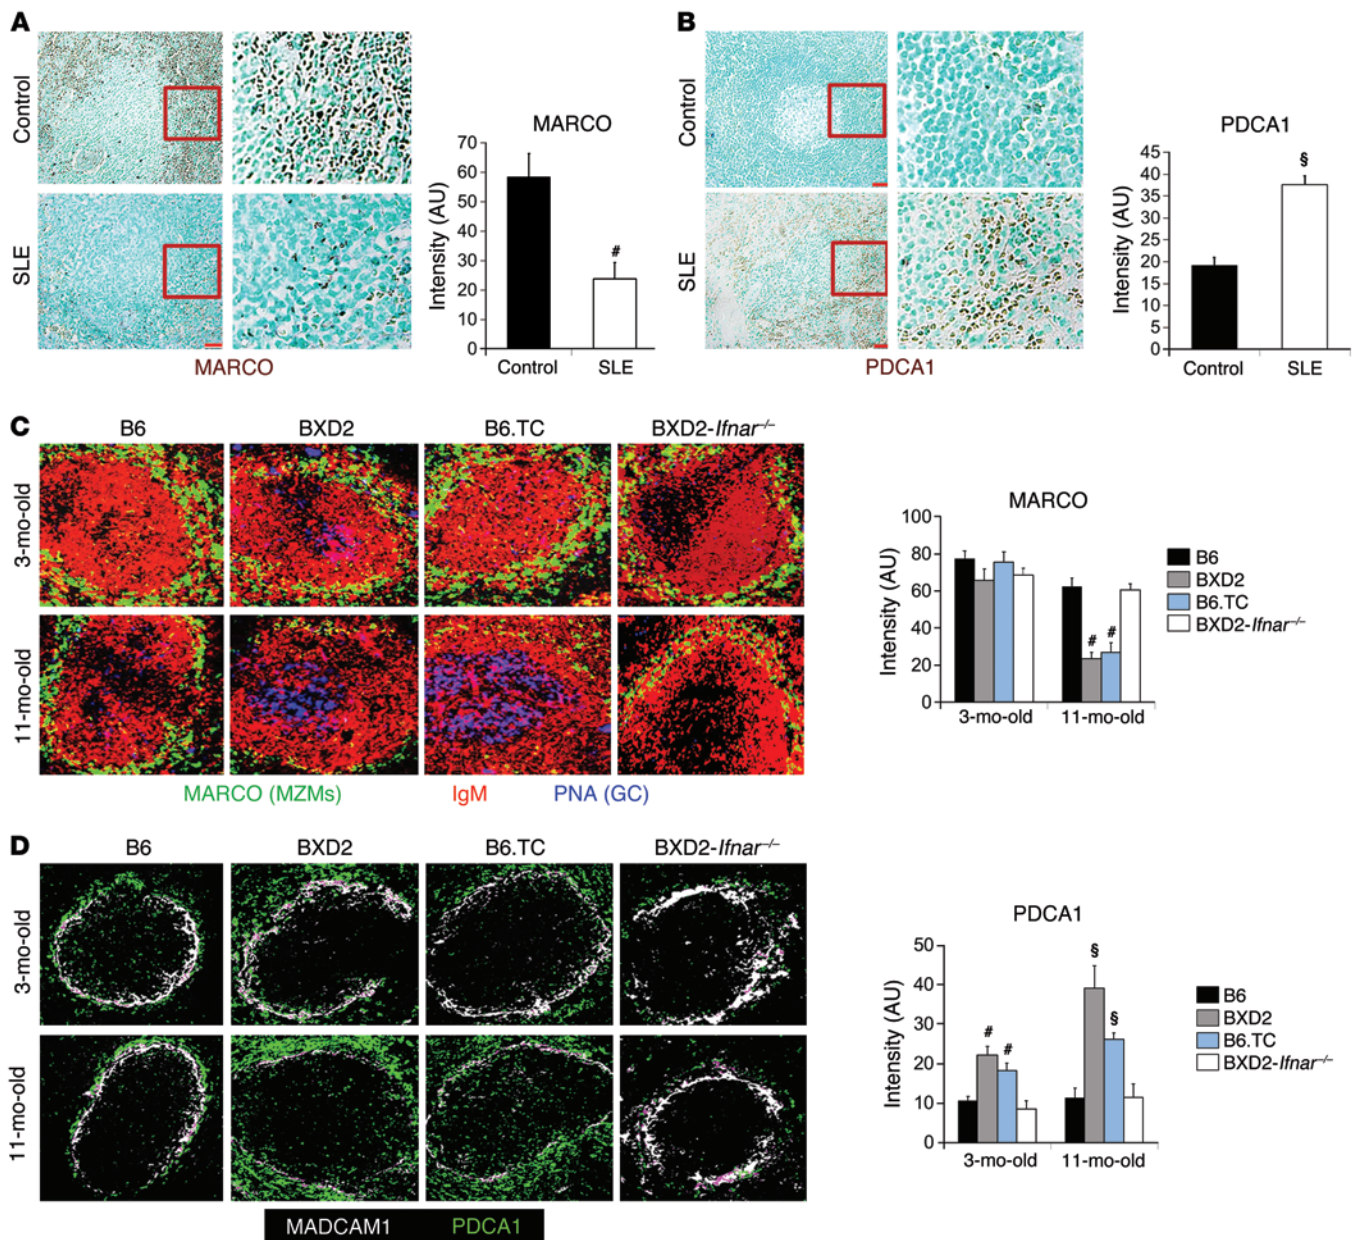 A
Control
SLE
MARCO
MARCO
Intensity (AU)
70
60
50
40
30
20
10
0
#
Control
SLE
B
Control
SLE
PDCA1
PDCA1
Intensity (AU)
45
40
35
30
25
20
15
10
5
0
§
Control
SLE
C
B6
BXD2
B6.TC
BXD2-Ifnar–/–
3-mo-old
11-mo-old
MARCO (MZMs)
IgM
PNA (GC)
MARCO
Intensity (AU)
100
80
60
40
20
0
# #
3-mo-old
11-mo-old
B6
BXD2
B6.TC
BXD2-Ifnar–/–
D
B6
BXD2
B6.TC
BXD2-Ifnar–/–
3-mo-old
11-mo-old
MADCAM1
PDCA1
PDCA1
Intensity (AU)
50
40
30
20
10
0
# #
§
§
3-mo-old
11-mo-old
B6
BXD2
B6.TC
BXD2-Ifnar–/–